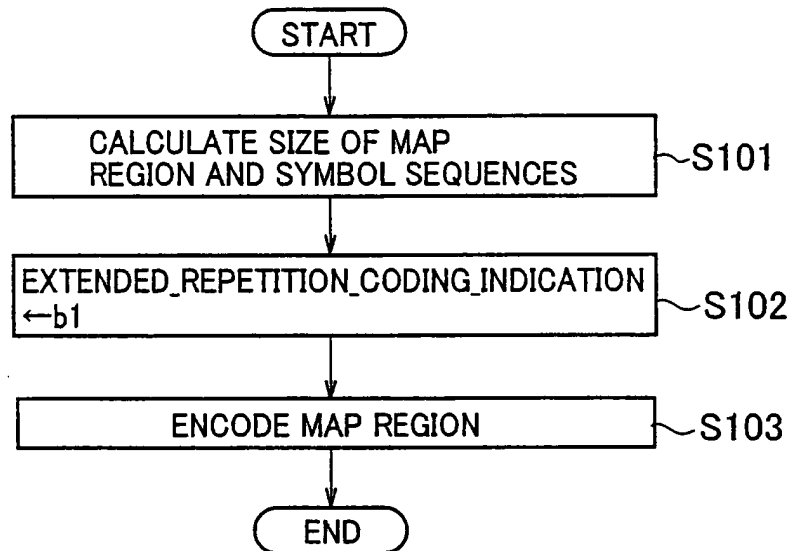 START
CALCULATE SIZE OF MAP
REGION AND SYMBOL SEQUENCES
S101
EXTENDED_REPETITION_CODING_INDICATION
←b1
S102
ENCODE MAP REGION
S103
END